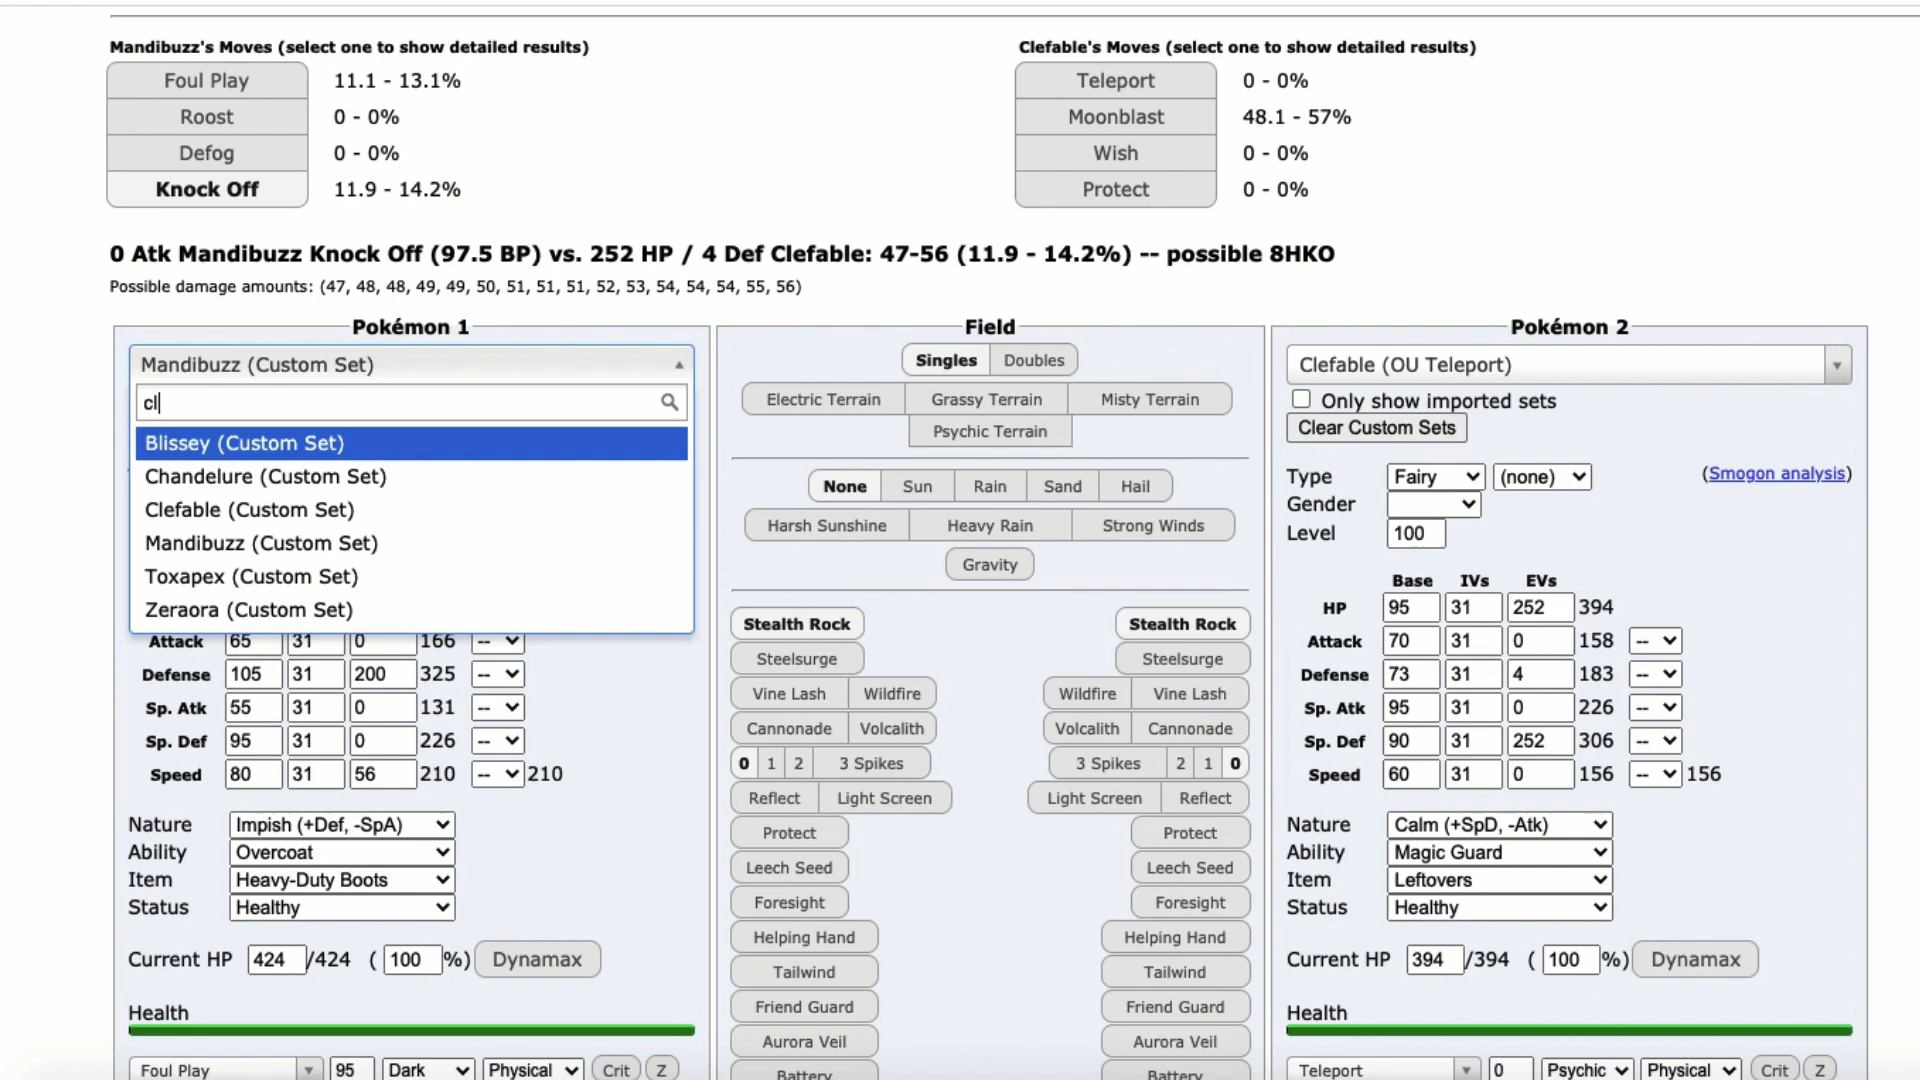 Mandibuzz's Moves (select one to show detailed results)
Foul Play 11.1 - 13.1%
Roost 0 - 0%
Defog 0 - 0%
Knock Off 11.9 - 14.2%
Clefable's Moves (select one to show detailed results)
Teleport 0 - 0%
Moonblast 48.1 - 57%
Wish 0 - 0%
Protect 0 - 0%
0 Atk Mandibuzz Knock Off (97.5 BP) vs. 252 HP / 4 Def Clefable: 47-56 (11.9 - 14.2%) -- possible 8HKO
Possible damage amounts: (47, 48, 48, 49, 49, 50, 51, 51, 51, 52, 53, 54, 54, 54, 55, 56)
Pokémon 1
Mandibuzz (Custom Set)
cl
Blissey (Custom Set)
Chandelure (Custom Set)
Clefable (Custom Set)
Mandibuzz (Custom Set)
Toxapex (Custom Set)
Zeraora (Custom Set)
Attack 65 31 0 166 --
Defense 105 31 200 325 --
Sp. Atk 55 31 0 131 --
Sp. Def 95 31 0 226 --
Speed 80 31 56 210 -- 210
Nature Impish (+Def, -SpA)
Ability Overcoat
Item Heavy-Duty Boots
Status Healthy
Current HP 424 /424 ( 100 %) Dynamax
Health
Foul Play 95 Dark Physical Crit Z
Field
Singles Doubles
Electric Terrain Grassy Terrain Misty Terrain
Psychic Terrain
None Sun Rain Sand Hail
Harsh Sunshine Heavy Rain Strong Winds
Gravity
Stealth Rock Stealth Rock
Steelsurge Steelsurge
Vine Lash Wildfire Wildfire Vine Lash
Cannonade Volcalith Volcalith Cannonade
0 1 2 3 Spikes 3 Spikes 2 1 0
Reflect Light Screen Light Screen Reflect
Protect Protect
Leech Seed Leech Seed
Foresight Foresight
Helping Hand Helping Hand
Tailwind Tailwind
Friend Guard Friend Guard
Aurora Veil Aurora Veil
Battery Battery
Pokémon 2
Clefable (OU Teleport)
Only show imported sets
Clear Custom Sets
Type Fairy (none) (Smogon analysis)
Gender
Level 100
Base IVs EVs
HP 95 31 252 394
Attack 70 31 0 158 --
Defense 73 31 4 183 --
Sp. Atk 95 31 0 226 --
Sp. Def 90 31 252 306 --
Speed 60 31 0 156 -- 156
Nature Calm (+SpD, -Atk)
Ability Magic Guard
Item Leftovers
Status Healthy
Current HP 394 /394 ( 100 %) Dynamax
Health
Teleport 0 Psychic Physical Crit Z